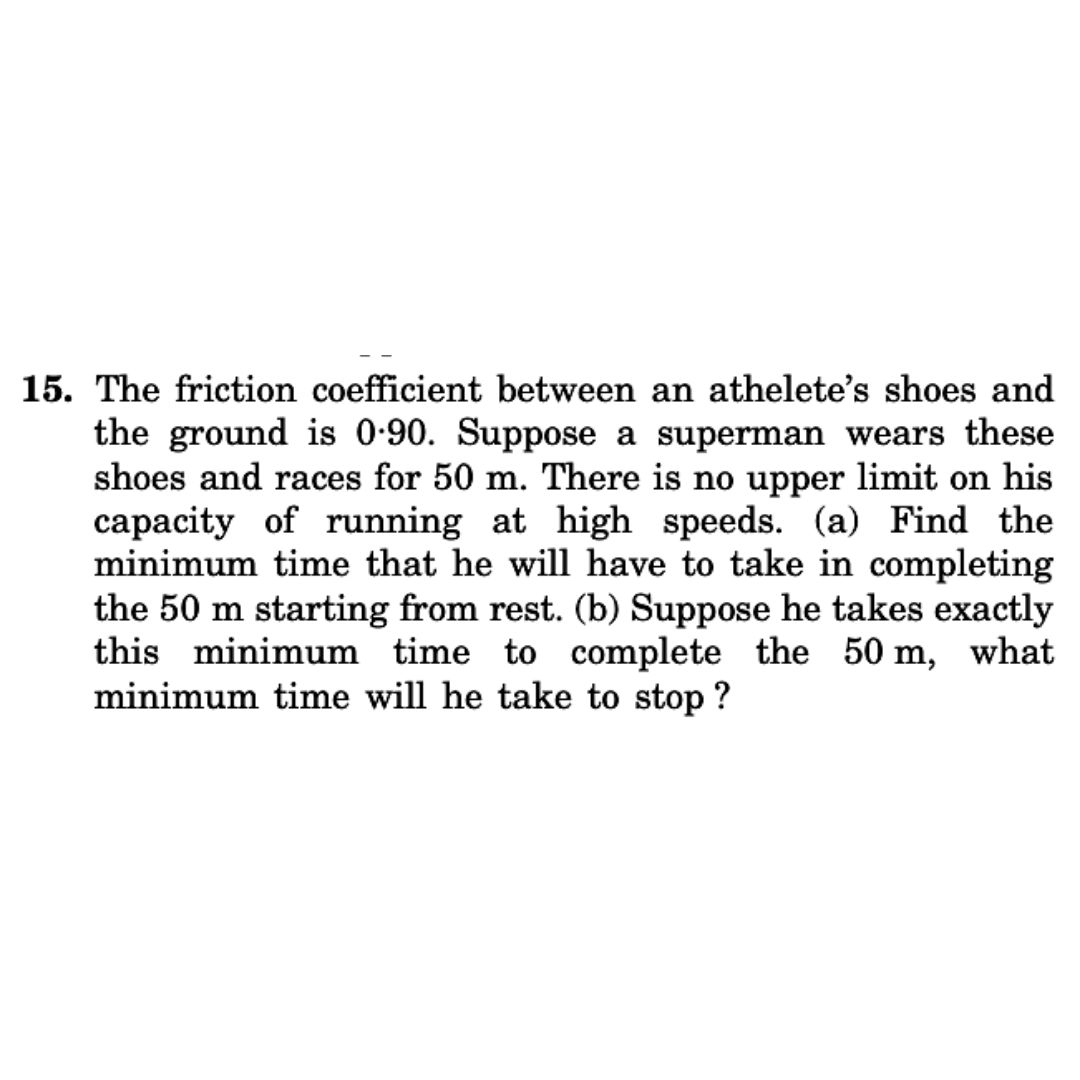 15. The friction coefficient between an athelete's shoes and
the ground is 0·90. Suppose a superman wears these
shoes and races for 50 m. There is no upper limit on his
capacity of running at high speeds. (a) Find the
minimum time that he will have to take in completing
the 50 m starting from rest. (b) Suppose he takes exactly
this minimum time to complete the 50 m, what
minimum time will he take to stop ?